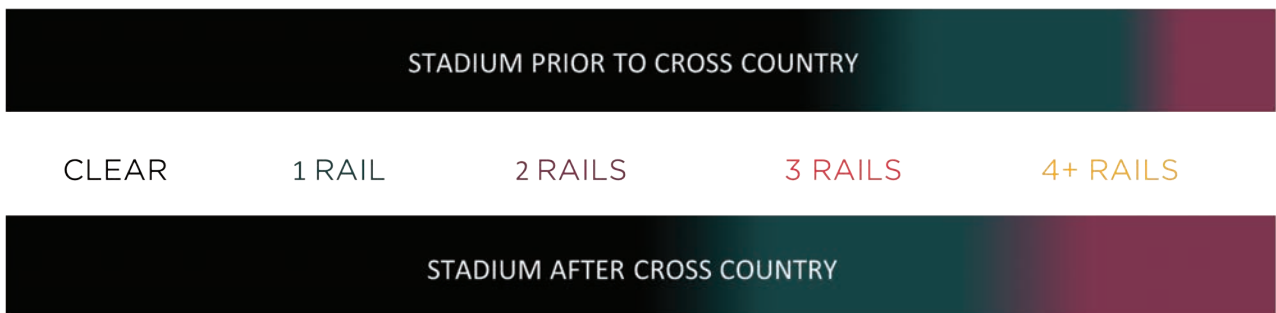 STADIUM PRIOR TO CROSS COUNTRY
CLEAR 1 RAIL 2 RAILS 3 RAILS 4+ RAILS
STADIUM AFTER CROSS COUNTRY